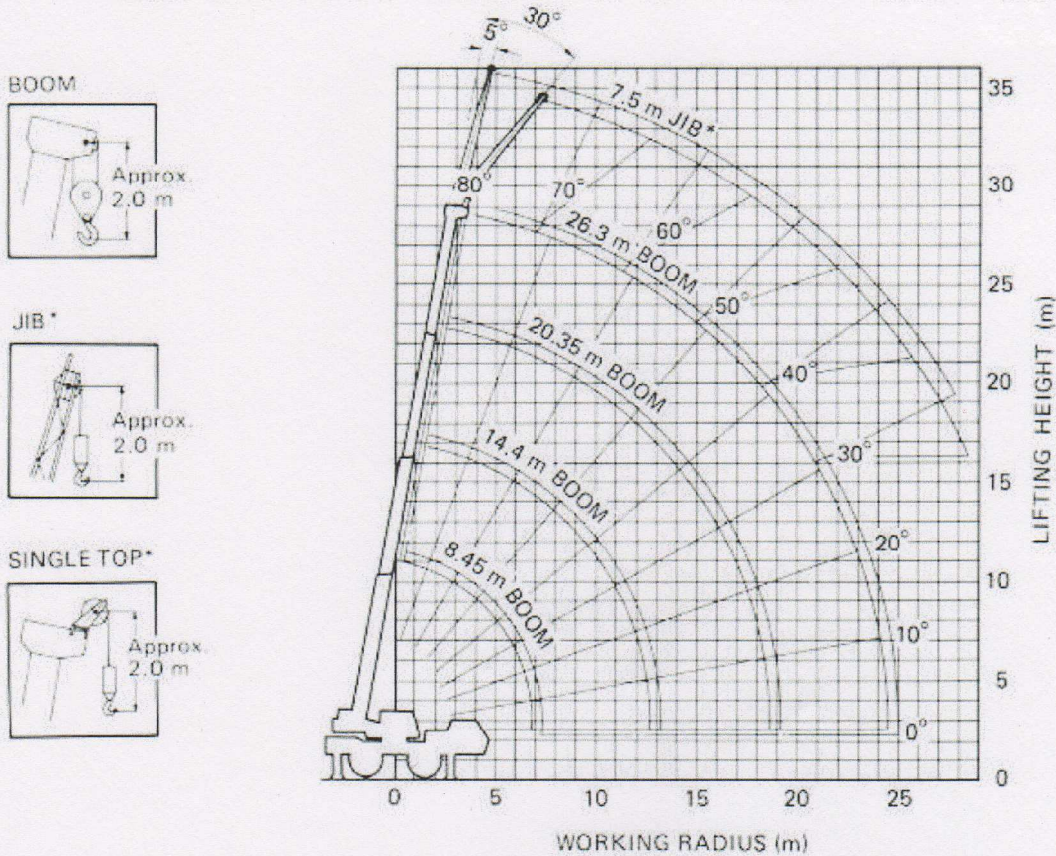 BOOM
Approx.
2.0 m
JIB*
Approx.
2.0 m
SINGLE TOP*
Approx.
2.0 m
5°
30°
7.5 m JIB*
80°
70°
60°
50°
40°
30°
20°
10°
0°
26.3 m BOOM
20.35 m BOOM
14.4 m BOOM
8.45 m BOOM
35
30
25
20
15
10
5
0
LIFTING HEIGHT (m)
0 5 10 15 20 25
WORKING RADIUS (m)